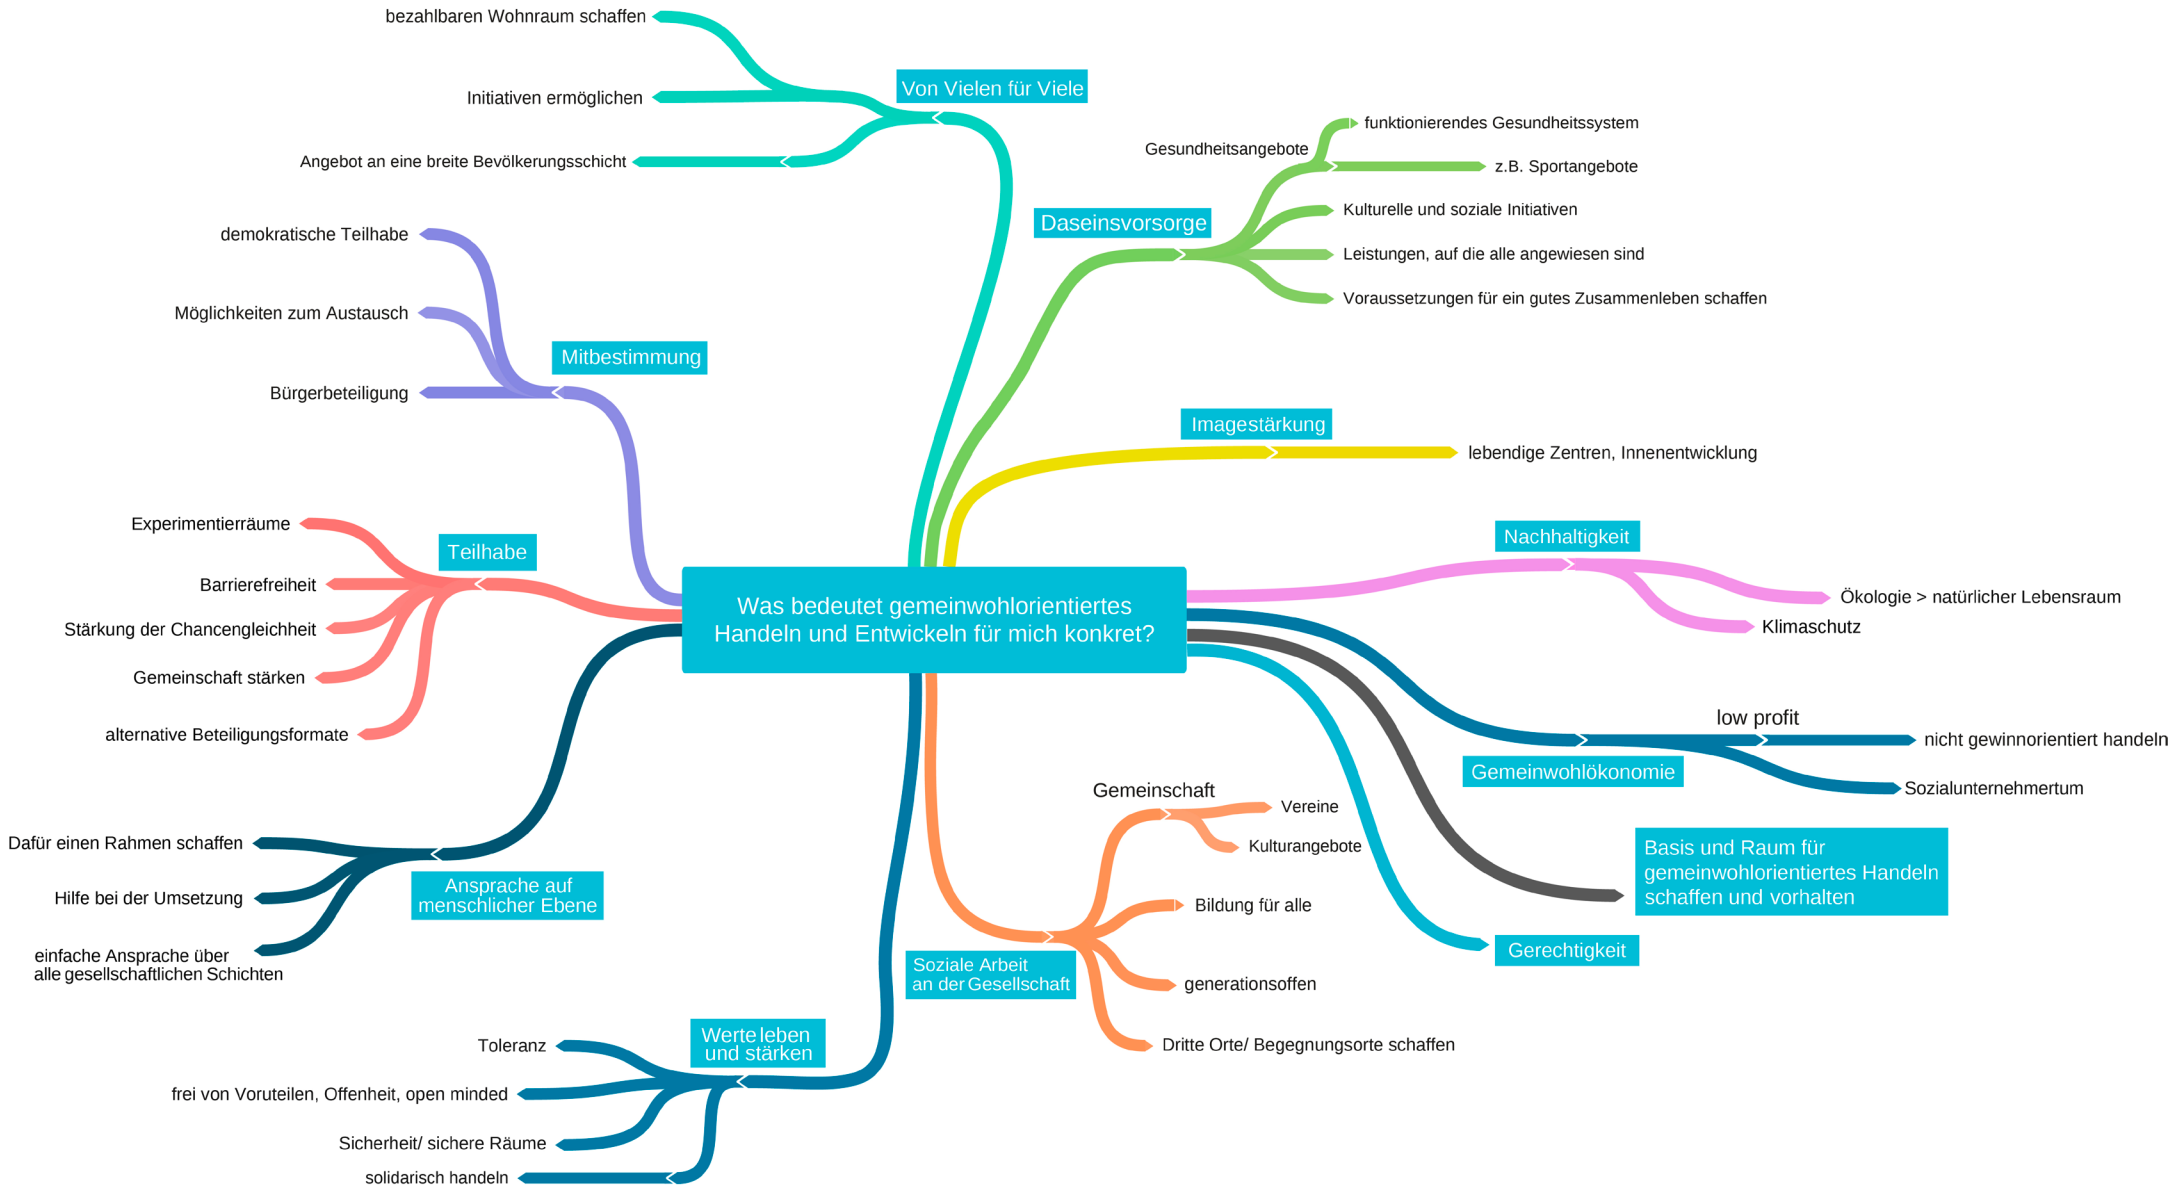 bezahlbaren Wohnraum schaffen
Initiativen ermöglichen
Angebot an eine breite Bevölkerungsschicht
Von Vielen für Viele
demokratische Teilhabe
Möglichkeiten zum Austausch
Bürgerbeteiligung
Mitbestimmung
Experimentierräume
Barrierefreiheit
Stärkung der Chancengleichheit
Gemeinschaft stärken
alternative Beteiligungsformate
Teilhabe
Dafür einen Rahmen schaffen
Hilfe bei der Umsetzung
einfache Ansprache über
alle gesellschaftlichen Schichten
Ansprache auf
menschlicher Ebene
Toleranz
frei von Voruteilen, Offenheit, open minded
Sicherheit/ sichere Räume
solidarisch handeln
Werte leben
und stärken
Was bedeutet gemeinwohlorientiertes
Handeln und Entwickeln für mich konkret?
Daseinsvorsorge
Gesundheitsangebote
funktionierendes Gesundheitssystem
z.B. Sportangebote
Kulturelle und soziale Initiativen
Leistungen, auf die alle angewiesen sind
Voraussetzungen für ein gutes Zusammenleben schaffen
Imagestärkung
lebendige Zentren, Innenentwicklung
Nachhaltigkeit
Ökologie > natürlicher Lebensraum
Klimaschutz
Gemeinwohlökonomie
low profit
nicht gewinnorientiert handeln
Sozialunternehmertum
Basis und Raum für
gemeinwohlorientiertes Handeln
schaffen und vorhalten
Gerechtigkeit
Soziale Arbeit
an der Gesellschaft
Gemeinschaft
Vereine
Kulturangebote
Bildung für alle
generationsoffen
Dritte Orte/ Begegnungsorte schaffen